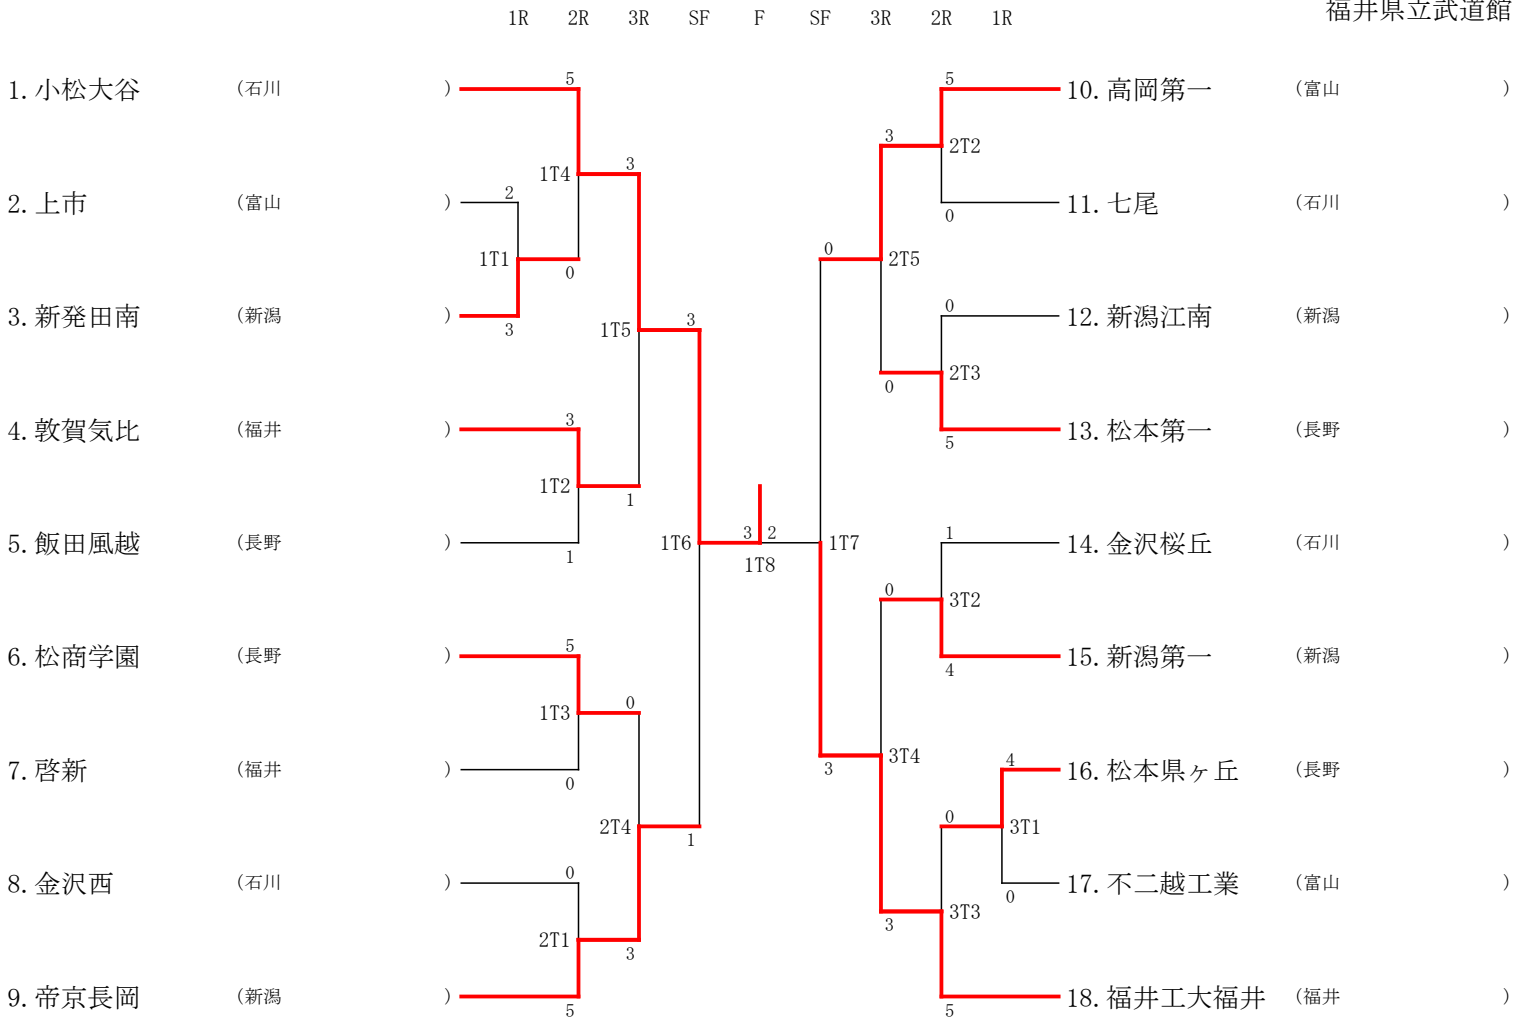 福井県立武道館
1R 2R 3R SF F SF 3R 2R 1R
1. 小松大谷 (石川 ) 5 5 10. 高岡第一 (富山 )
3 2T2
1T4 3
2. 上市 (富山 ) 2 11. 七尾 (石川 )
0
1T1 0 0 2T5
3. 新発田南 (新潟 ) 3 0 12. 新潟江南 (新潟 )
1T5 3
0 2T3
4. 敦賀気比 (福井 ) 3 13. 松本第一 (長野 )
5
1T2 1
5. 飯田風越 (長野 ) 1 1T6 3 2 1T7 1 14. 金沢桜丘 (石川 )
1T8
0 3T2
6. 松商学園 (長野 ) 5 15. 新潟第一 (新潟 )
4
1T3 0
7. 啓新 (福井 ) 0 3 3T4 4 16. 松本県ヶ丘 (長野 )
2T4 1 0 3T1
8. 金沢西 (石川 ) 0 17. 不二越工業 (富山 )
0
3 3T3
2T1 3
9. 帝京長岡 (新潟 ) 5 5 18. 福井工大福井 (福井 )